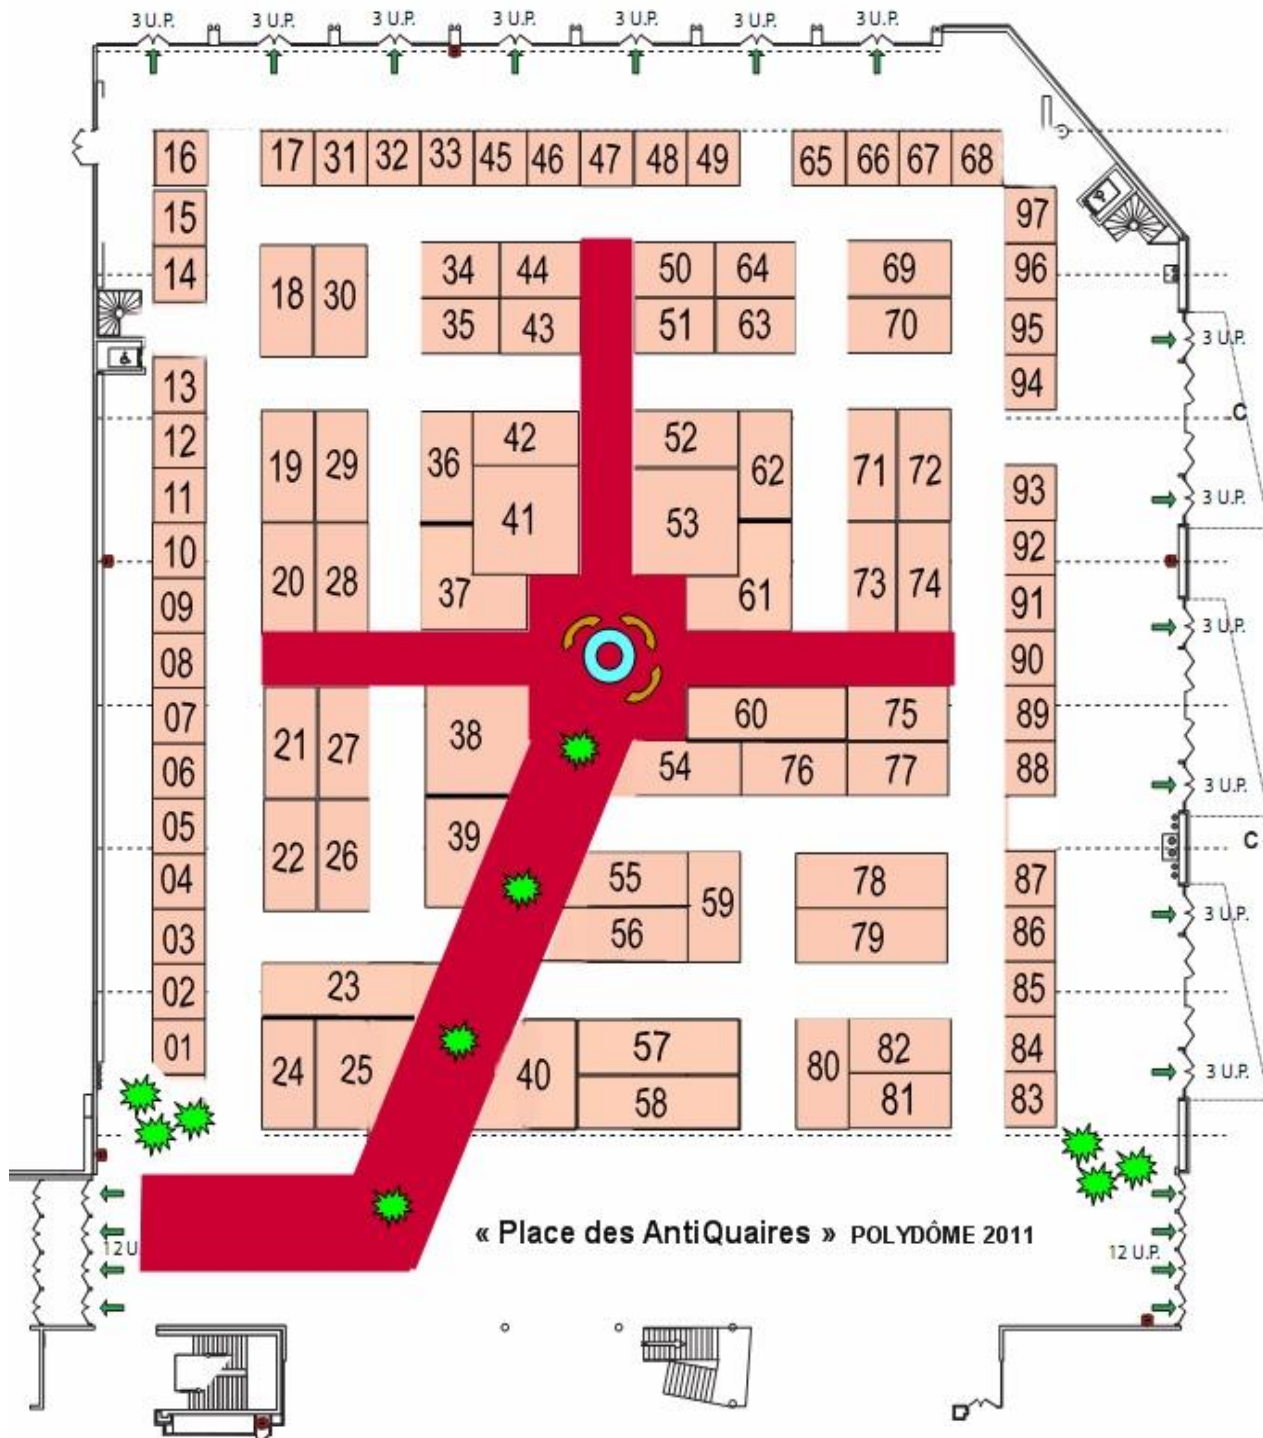 3 U.P. 3 U.P. 3 U.P. 3 U.P. 3 U.P. 3 U.P. 3 U.P.
16 17 31 32 33 45 46 47 48 49 65 66 67 68
15 97
14 18 30 34 44 50 64 69 96
35 43 51 63 70 95
3 U.P.
13 94
12 42 52 C
19 29 36 62 71 72
11 41 53 93
3 U.P.
10 92
20 28 37 61 73 74
09 91
3 U.P.
08 90
07 21 27 38 60 75 89
06 54 76 77 88
3 U.P.
05 39 C
22 26
04 55 59 78 87
3 U.P.
03 56 79 86
02 23 85
01 24 25 40 57 80 82 84
3 U.P.
58 81 83
« Place des AntiQuaires » POLYDÔME 2011
12 U 12 U.P.